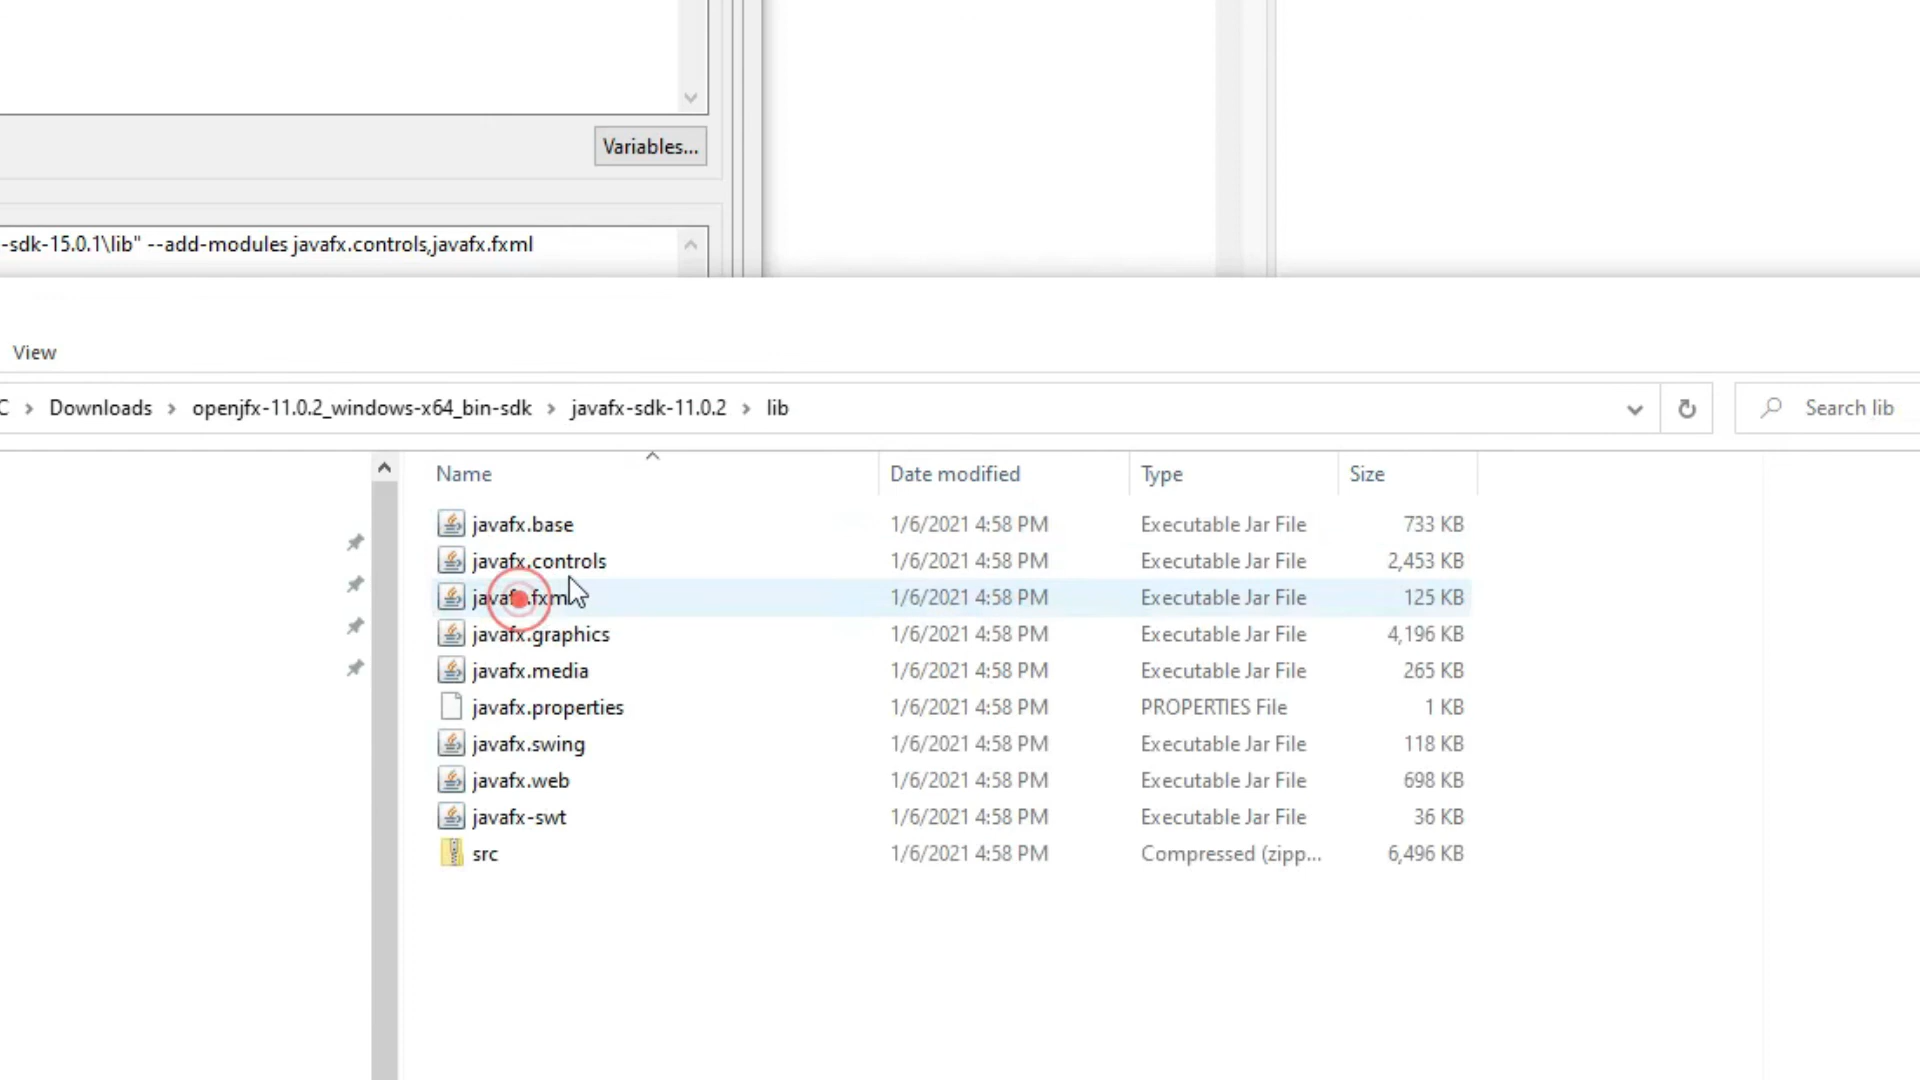 Variables...
-sdk-15.0.1\lib" --add-modules javafx.controls,javafx.fxml
View
C > Downloads > openjfx-11.0.2_windows-x64_bin-sdk > javafx-sdk-11.0.2 > lib
Search lib
Name Date modified Type Size
javafx.base 1/6/2021 4:58 PM Executable Jar File 733 KB
javafx.controls 1/6/2021 4:58 PM Executable Jar File 2,453 KB
javafx.fxml 1/6/2021 4:58 PM Executable Jar File 125 KB
javafx.graphics 1/6/2021 4:58 PM Executable Jar File 4,196 KB
javafx.media 1/6/2021 4:58 PM Executable Jar File 265 KB
javafx.properties 1/6/2021 4:58 PM PROPERTIES File 1 KB
javafx.swing 1/6/2021 4:58 PM Executable Jar File 118 KB
javafx.web 1/6/2021 4:58 PM Executable Jar File 698 KB
javafx-swt 1/6/2021 4:58 PM Executable Jar File 36 KB
src 1/6/2021 4:58 PM Compressed (zipp... 6,496 KB